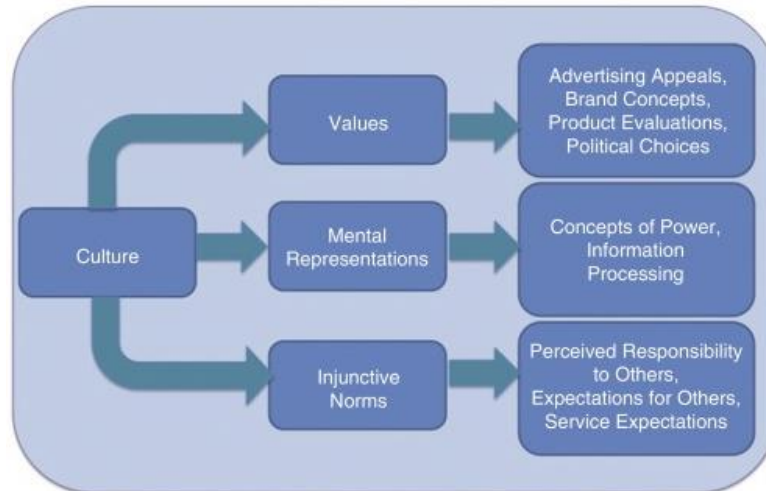 Culture
Values
Advertising Appeals,
Brand Concepts,
Product Evaluations,
Political Choices
Mental
Representations
Concepts of Power,
Information
Processing
Injunctive
Norms
Perceived Responsibility
to Others,
Expectations for Others,
Service Expectations